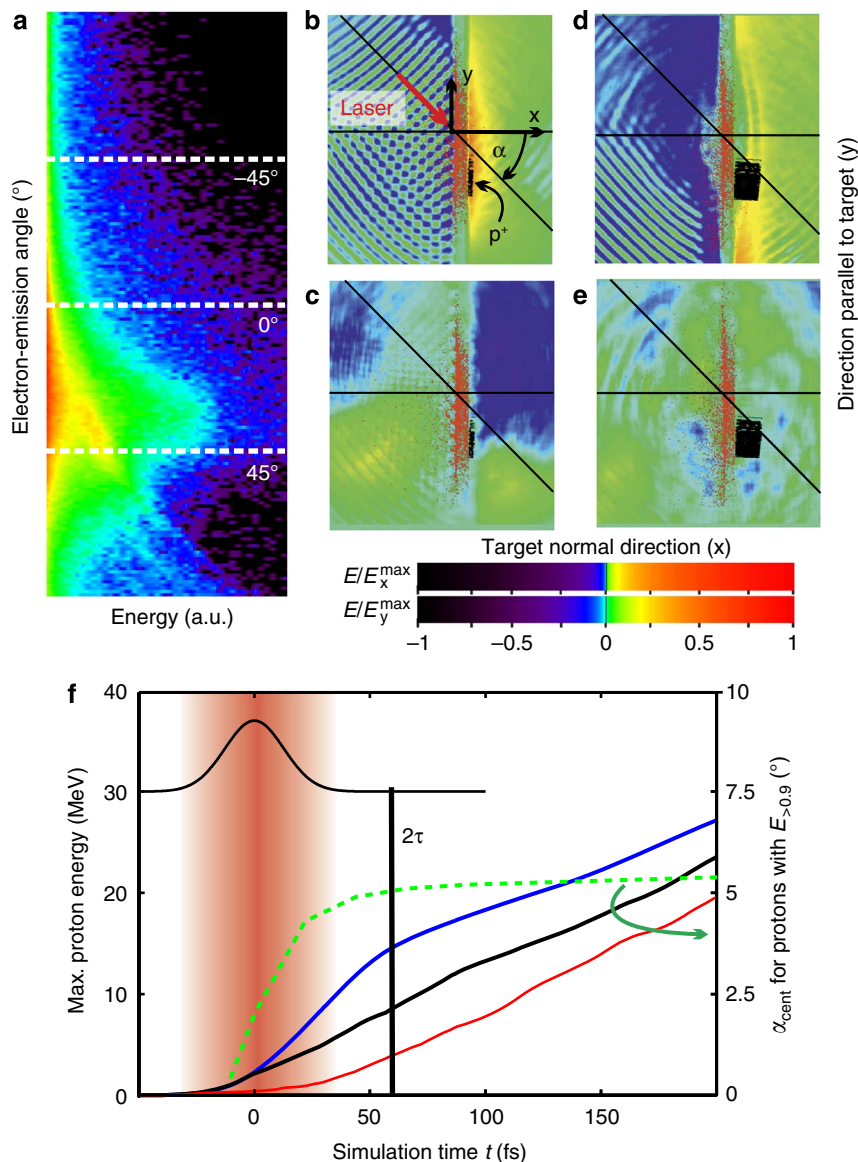 a
Electron-emission angle (°)
−45°
0°
45°
Energy (a.u.)
b
y
Laser
x
α
p+
c
d
e
Direction parallel to target (y)
Target normal direction (x)
E/E_x^max
E/E_y^max
−1 −0.5 0 0.5 1
f
Max. proton energy (MeV)
40
30
20
10
0
2τ
10
7.5
5
2.5
0
α_cent for protons with E_>0.9 (°)
0 50 100 150
Simulation time t (fs)